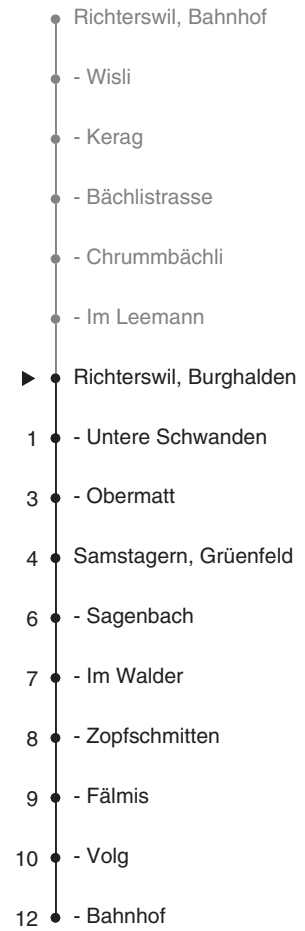 Richterswil, Bahnhof
- Wisli
- Kerag
- Bächlistrasse
- Chrummbächli
- Im Leemann
Richterswil, Burghalden
1 - Untere Schwanden
3 - Obermatt
4 Samstagern, Grüenfeld
6 - Sagenbach
7 - Im Walder
8 - Zopfschmitten
9 - Fälmis
10 - Volg
12 - Bahnhof